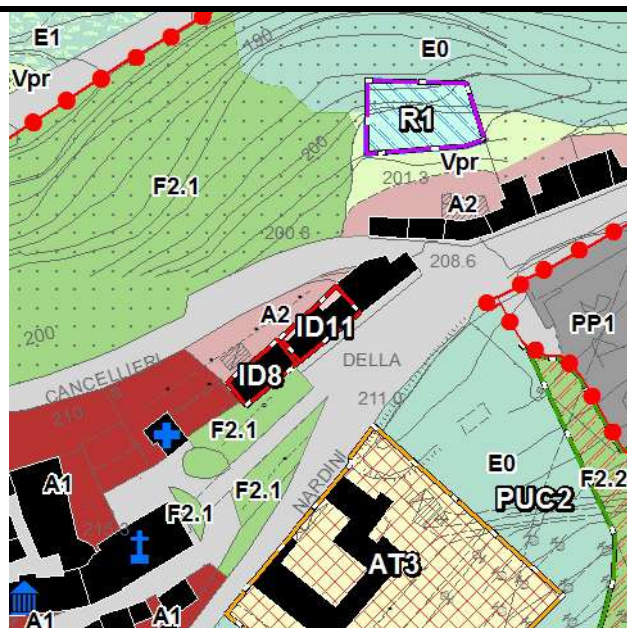 E1
190
E0
Vpr
R1
200
Vpr
F2.1
201.3
A2
200.8
208.6
A2
PP1
ID11
200
DELLA
CANCELLIERI
ID8
211.0
210
F2.1
E0
F2.2
A1
F2.1
NARDINI
PUC2
F2.1
AT3
A1
A1